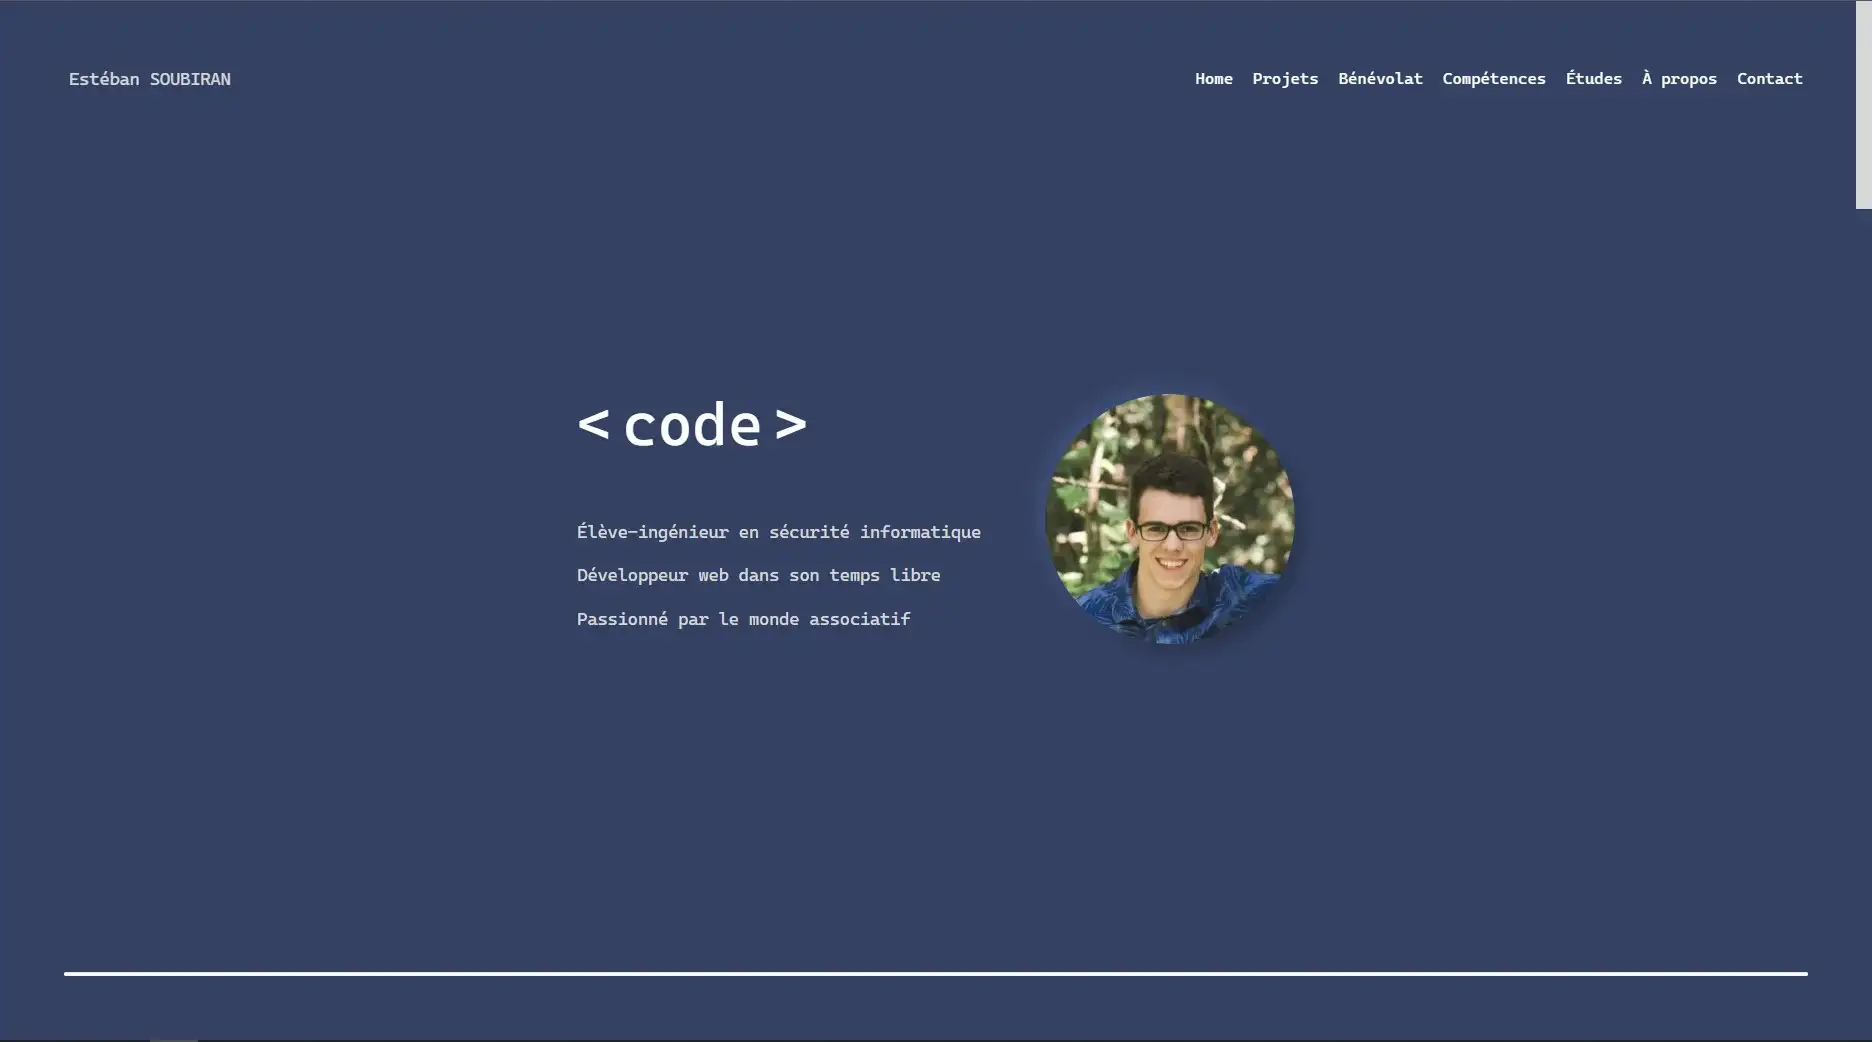 Estéban SOUBIRAN
Home Projets Bénévolat Compétences Études À propos Contact
<code>
Élève-ingénieur en sécurité informatique
Développeur web dans son temps libre
Passionné par le monde associatif